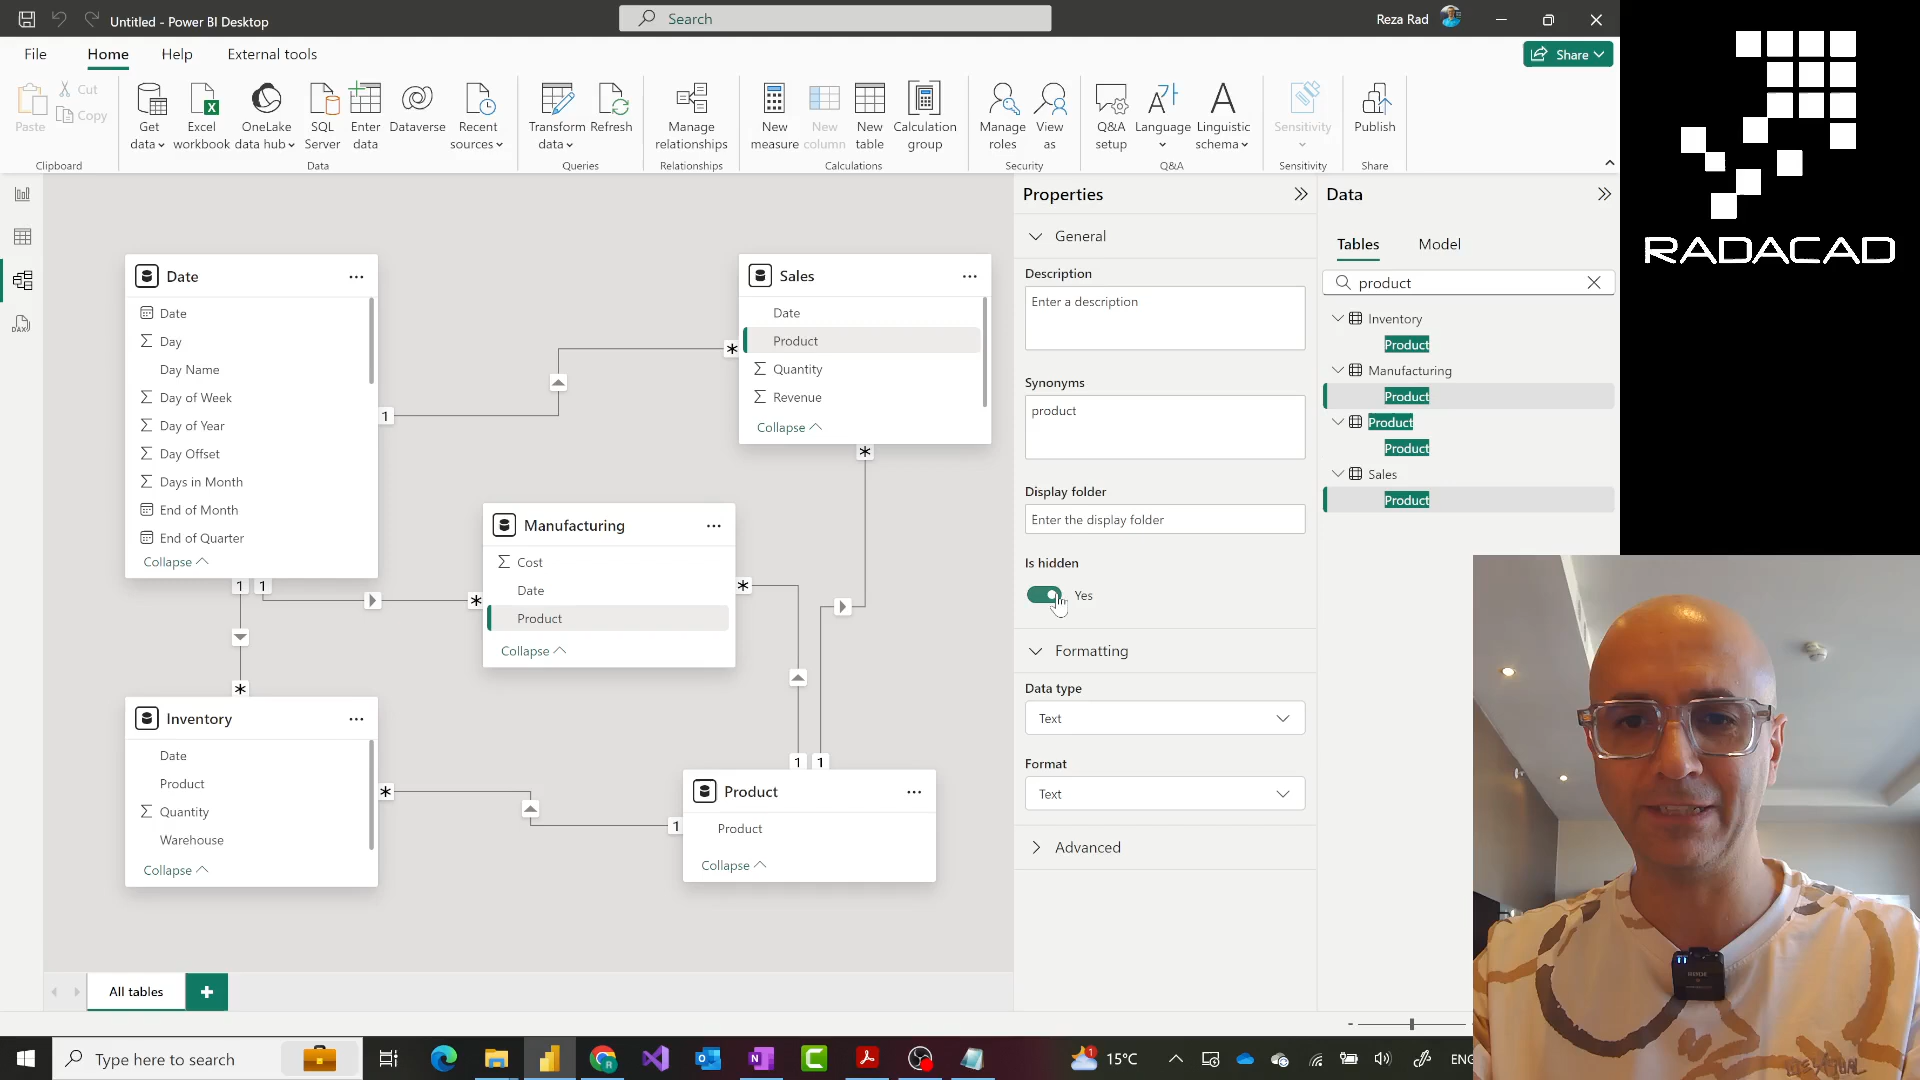 Untitled - Power BI Desktop
Search
Reza Rad
File
Home
Help
External tools
Share
Paste
Cut
Copy
Clipboard
Get data
Excel workbook
OneLake data hub
SQL Server
Enter data
Dataverse
Recent sources
Data
Transform data
Refresh
Queries
Manage relationships
Relationships
New measure
New column
New table
Calculation group
Calculations
Manage roles
View as
Security
Q&A setup
Language
Linguistic schema
Q&A
Sensitivity
Sensitivity
Publish
Share
RADACAD
Date
Date
Day
Day Name
Day of Week
Day of Year
Day Offset
Days in Month
End of Month
End of Quarter
Collapse
Sales
Date
Product
Quantity
Revenue
Collapse
Manufacturing
Cost
Date
Product
Collapse
Inventory
Date
Product
Quantity
Warehouse
Collapse
Product
Product
Collapse
1
*
1
1
*
*
*
*
1
1
*
1
All tables
Properties
General
Description
Enter a description
Synonyms
product
Display folder
Enter the display folder
Is hidden
Yes
Formatting
Data type
Text
Format
Text
Advanced
Data
Tables
Model
product
Inventory
Product
Manufacturing
Product
Product
Product
Sales
Product
Type here to search
1
15°C
ENG